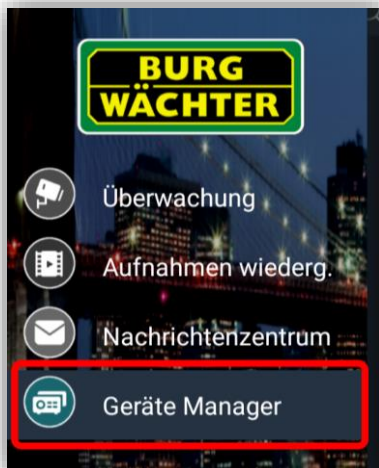 BURG
WÄCHTER
Überwachung
Aufnahmen wiederg.
Nachrichtenzentrum
Geräte Manager